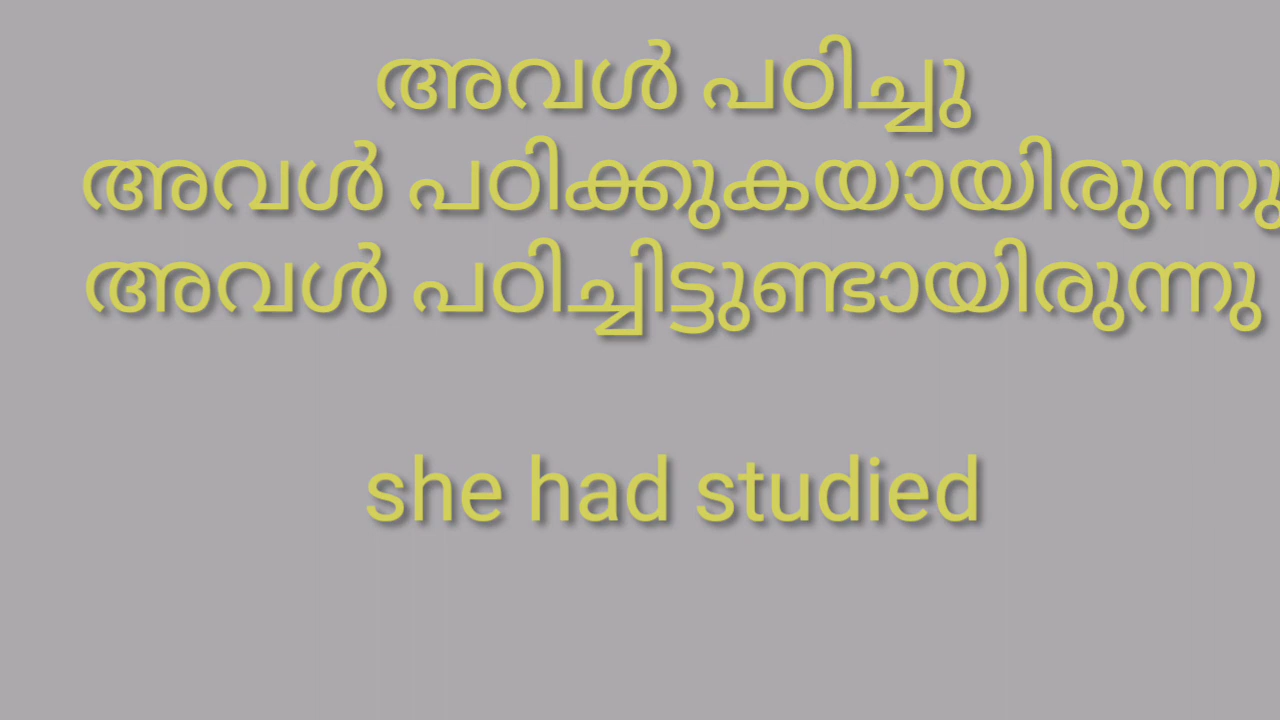 അവൾ പഠിച്ചു
അവൾ പഠിക്കുകയായിരുന്നു
അവൾ പഠിച്ചിട്ടുണ്ടായിരുന്നു
she had studied